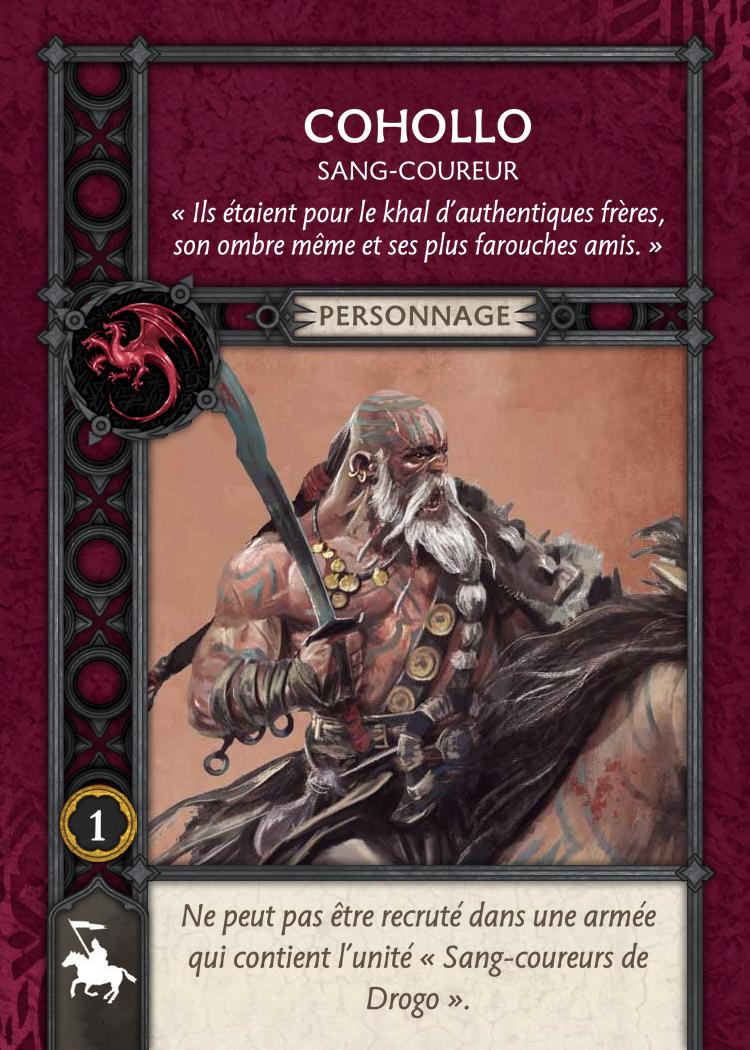 COHOLLO
SANG-COUREUR
« Ils étaient pour le khal d’authentiques frères,
son ombre même et ses plus farouches amis. »
PERSONNAGE
1
Ne peut pas être recruté dans une armée
qui contient l’unité « Sang-coureurs de
Drogo ».